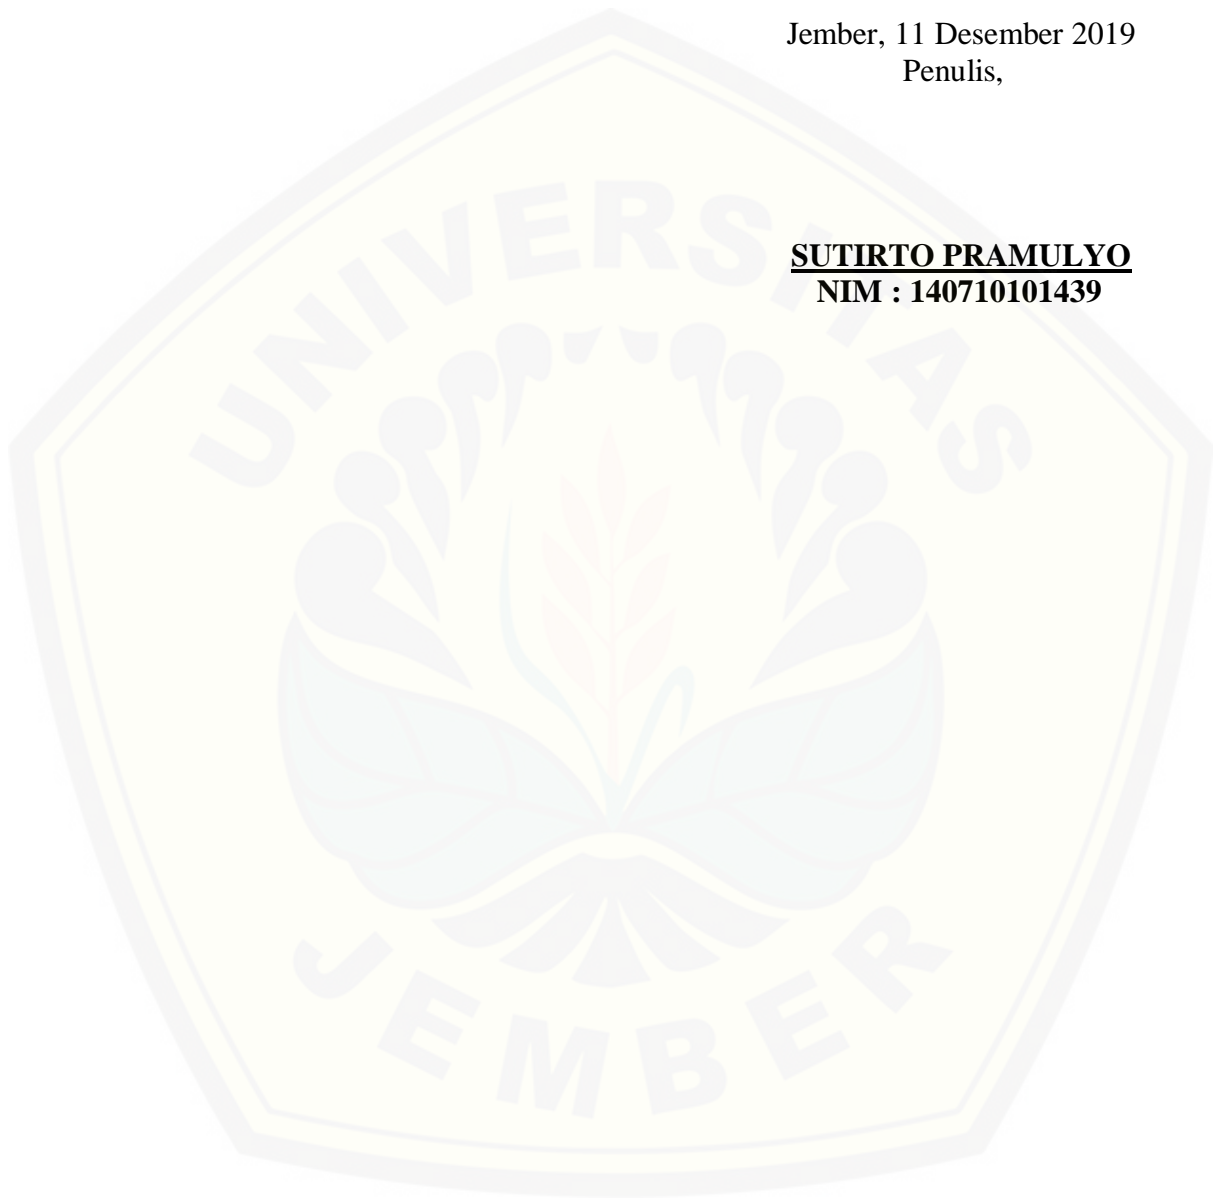 Jember, 11 Desember 2019
Penulis,
SUTIRTO PRAMULYO
NIM : 140710101439
UNIVERSITAS
JEMBER